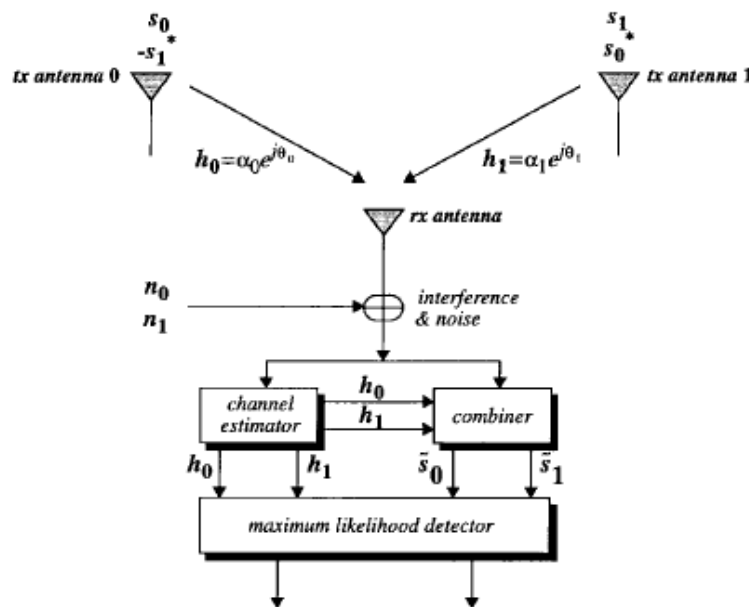 s0 s1
-s1* s0*
tx antenna 0 tx antenna 1
h0=α0e^jθ0 h1=α1e^jθ1
rx antenna
n0
n1
interference
& noise
h0
h1
channel
estimator
combiner
h0 h1 s̃0 s̃1
maximum likelihood detector